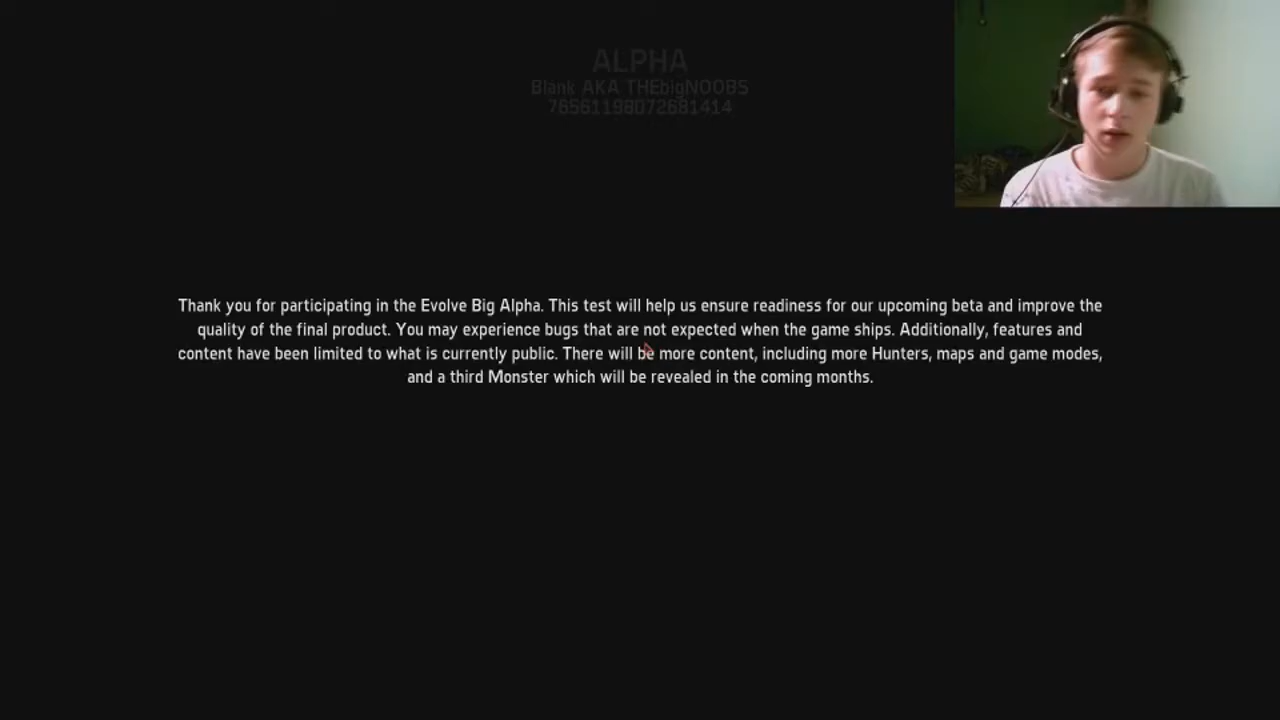 ALPHA
Blank AKA THEbigNOOBS
76561198072681414
Thank you for participating in the Evolve Big Alpha. This test will help us ensure readiness for our upcoming beta and improve the
quality of the final product. You may experience bugs that are not expected when the game ships. Additionally, features and
content have been limited to what is currently public. There will be more content, including more Hunters, maps and game modes,
and a third Monster which will be revealed in the coming months.